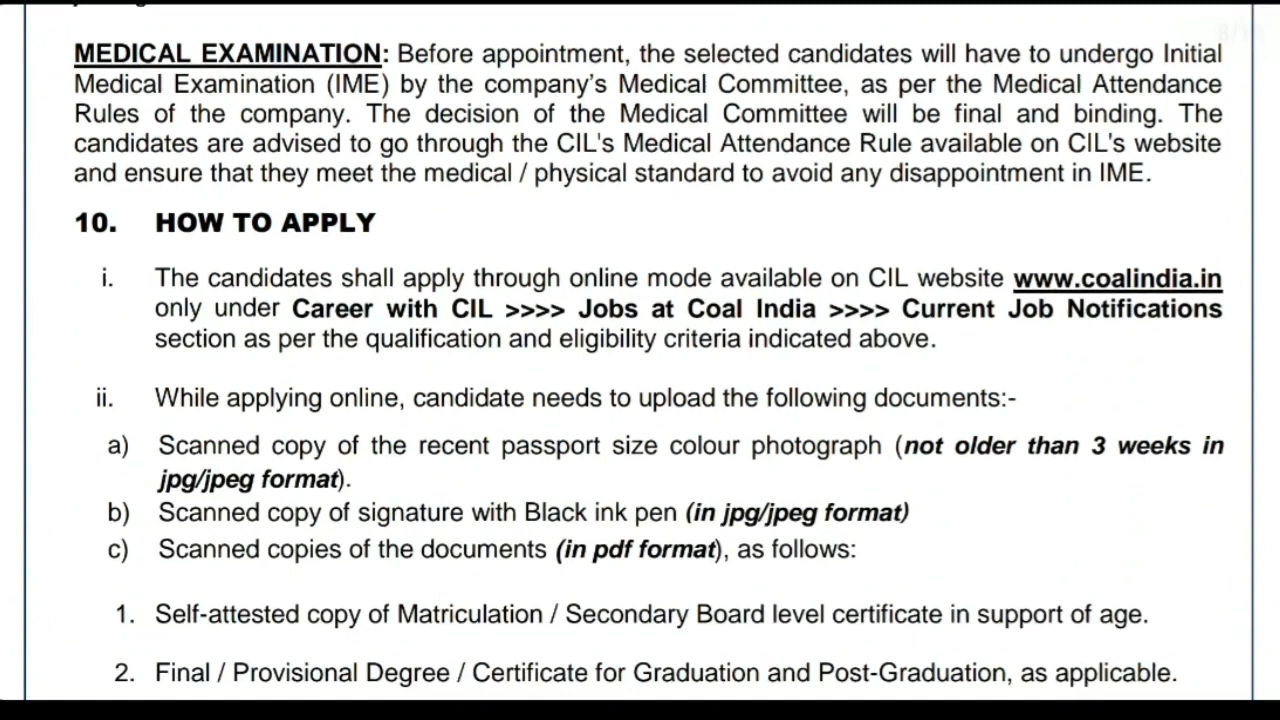 MEDICAL EXAMINATION: Before appointment, the selected candidates will have to undergo Initial
Medical Examination (IME) by the company's Medical Committee, as per the Medical Attendance
Rules of the company. The decision of the Medical Committee will be final and binding. The
candidates are advised to go through the CIL's Medical Attendance Rule available on CIL's website
and ensure that they meet the medical / physical standard to avoid any disappointment in IME.
10. HOW TO APPLY
i. The candidates shall apply through online mode available on CIL website www.coalindia.in
only under Career with CIL >>>> Jobs at Coal India >>>> Current Job Notifications
section as per the qualification and eligibility criteria indicated above.
ii. While applying online, candidate needs to upload the following documents:-
a) Scanned copy of the recent passport size colour photograph (not older than 3 weeks in
jpg/jpeg format).
b) Scanned copy of signature with Black ink pen (in jpg/jpeg format)
c) Scanned copies of the documents (in pdf format), as follows:
1. Self-attested copy of Matriculation / Secondary Board level certificate in support of age.
2. Final / Provisional Degree / Certificate for Graduation and Post-Graduation, as applicable.